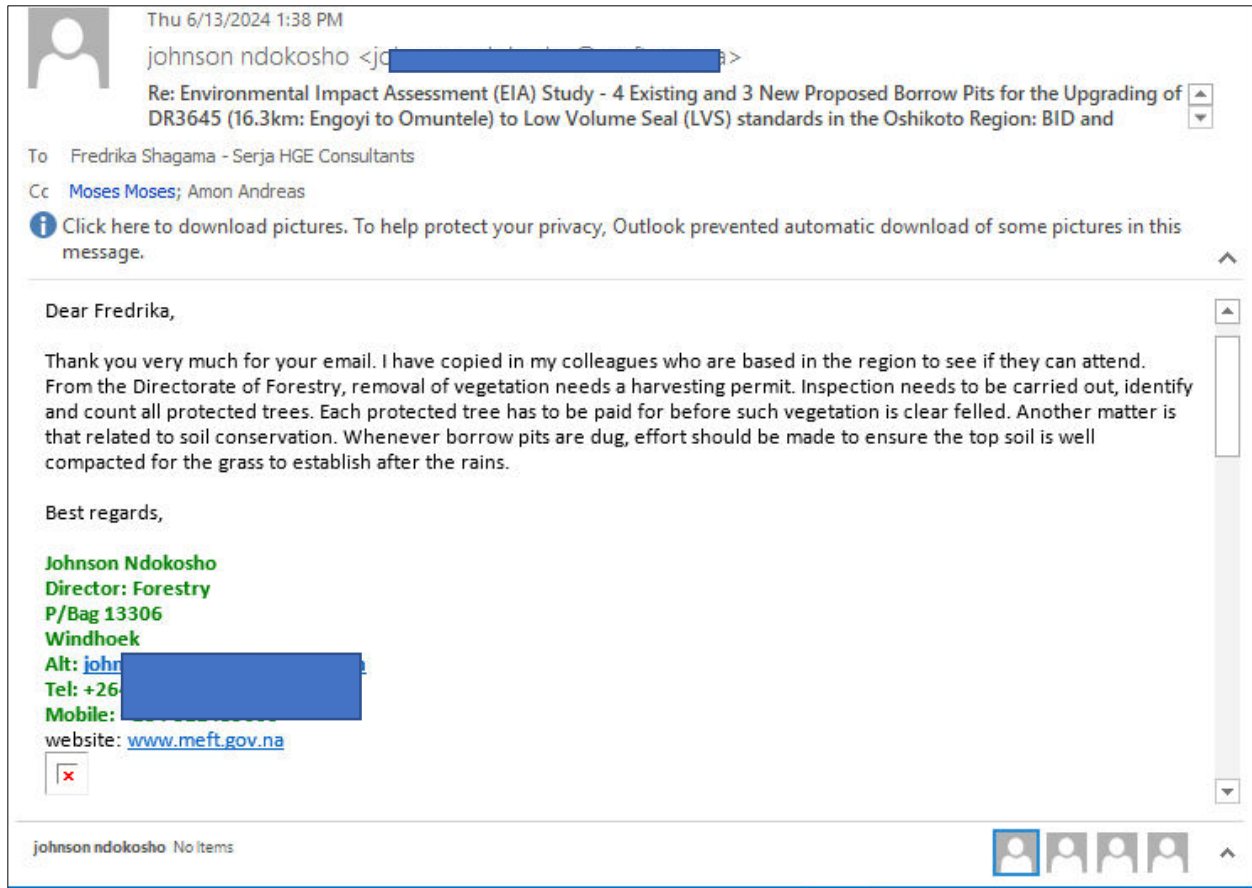 Thu 6/13/2024 1:38 PM
johnson ndokosho <
Re: Environmental Impact Assessment (EIA) Study - 4 Existing and 3 New Proposed Borrow Pits for the Upgrading of
DR3645 (16.3km: Engoyi to Omuntele) to Low Volume Seal (LVS) standards in the Oshikoto Region: BID and
To Fredrika Shagama - Serja HGE Consultants
Cc Moses Moses; Amon Andreas
Click here to download pictures. To help protect your privacy, Outlook prevented automatic download of some pictures in this
message.
Dear Fredrika,
Thank you very much for your email. I have copied in my colleagues who are based in the region to see if they can attend.
From the Directorate of Forestry, removal of vegetation needs a harvesting permit. Inspection needs to be carried out, identify
and count all protected trees. Each protected tree has to be paid for before such vegetation is clear felled. Another matter is
that related to soil conservation. Whenever borrow pits are dug, effort should be made to ensure the top soil is well
compacted for the grass to establish after the rains.
Best regards,
Johnson Ndokosho
Director: Forestry
P/Bag 13306
Windhoek
Alt: john
Tel: +264
Mobile:
website: www.meft.gov.na
johnson ndokosho No Items